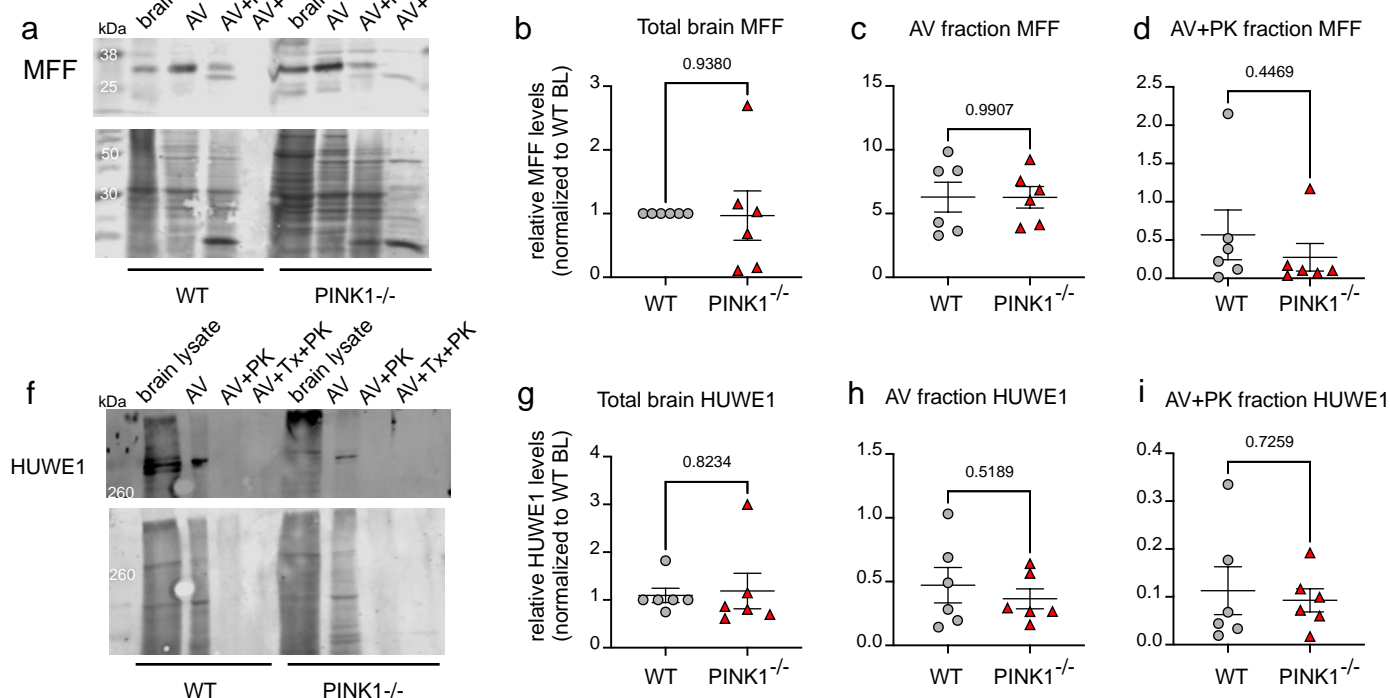 a
kDa
brain
AV
AV
MFF
38
25
50
30
WT
PINK1-/-
b
Total brain MFF
relative MFF levels
(normalized to WT BL)
0.9380
3
2
1
0
WT
PINK1-/-
c
AV fraction MFF
0.9907
15
10
5
0
WT
PINK1-/-
d
AV+PK fraction MFF
0.4469
2.5
2.0
1.5
1.0
0.5
0.0
WT
PINK1-/-
f
kDa
brain lysate
AV
AV+PK
AV+Tx+PK
brain lysate
AV
AV+PK
AV+Tx+PK
HUWE1
260
260
WT
PINK1-/-
g
Total brain HUWE1
relative HUWE1 levels
(normalized to WT BL)
0.8234
4
3
2
1
0
WT
PINK1-/-
h
AV fraction HUWE1
0.5189
1.5
1.0
0.5
0.0
WT
PINK1-/-
i
AV+PK fraction HUWE1
0.7259
0.4
0.3
0.2
0.1
0.0
WT
PINK1-/-